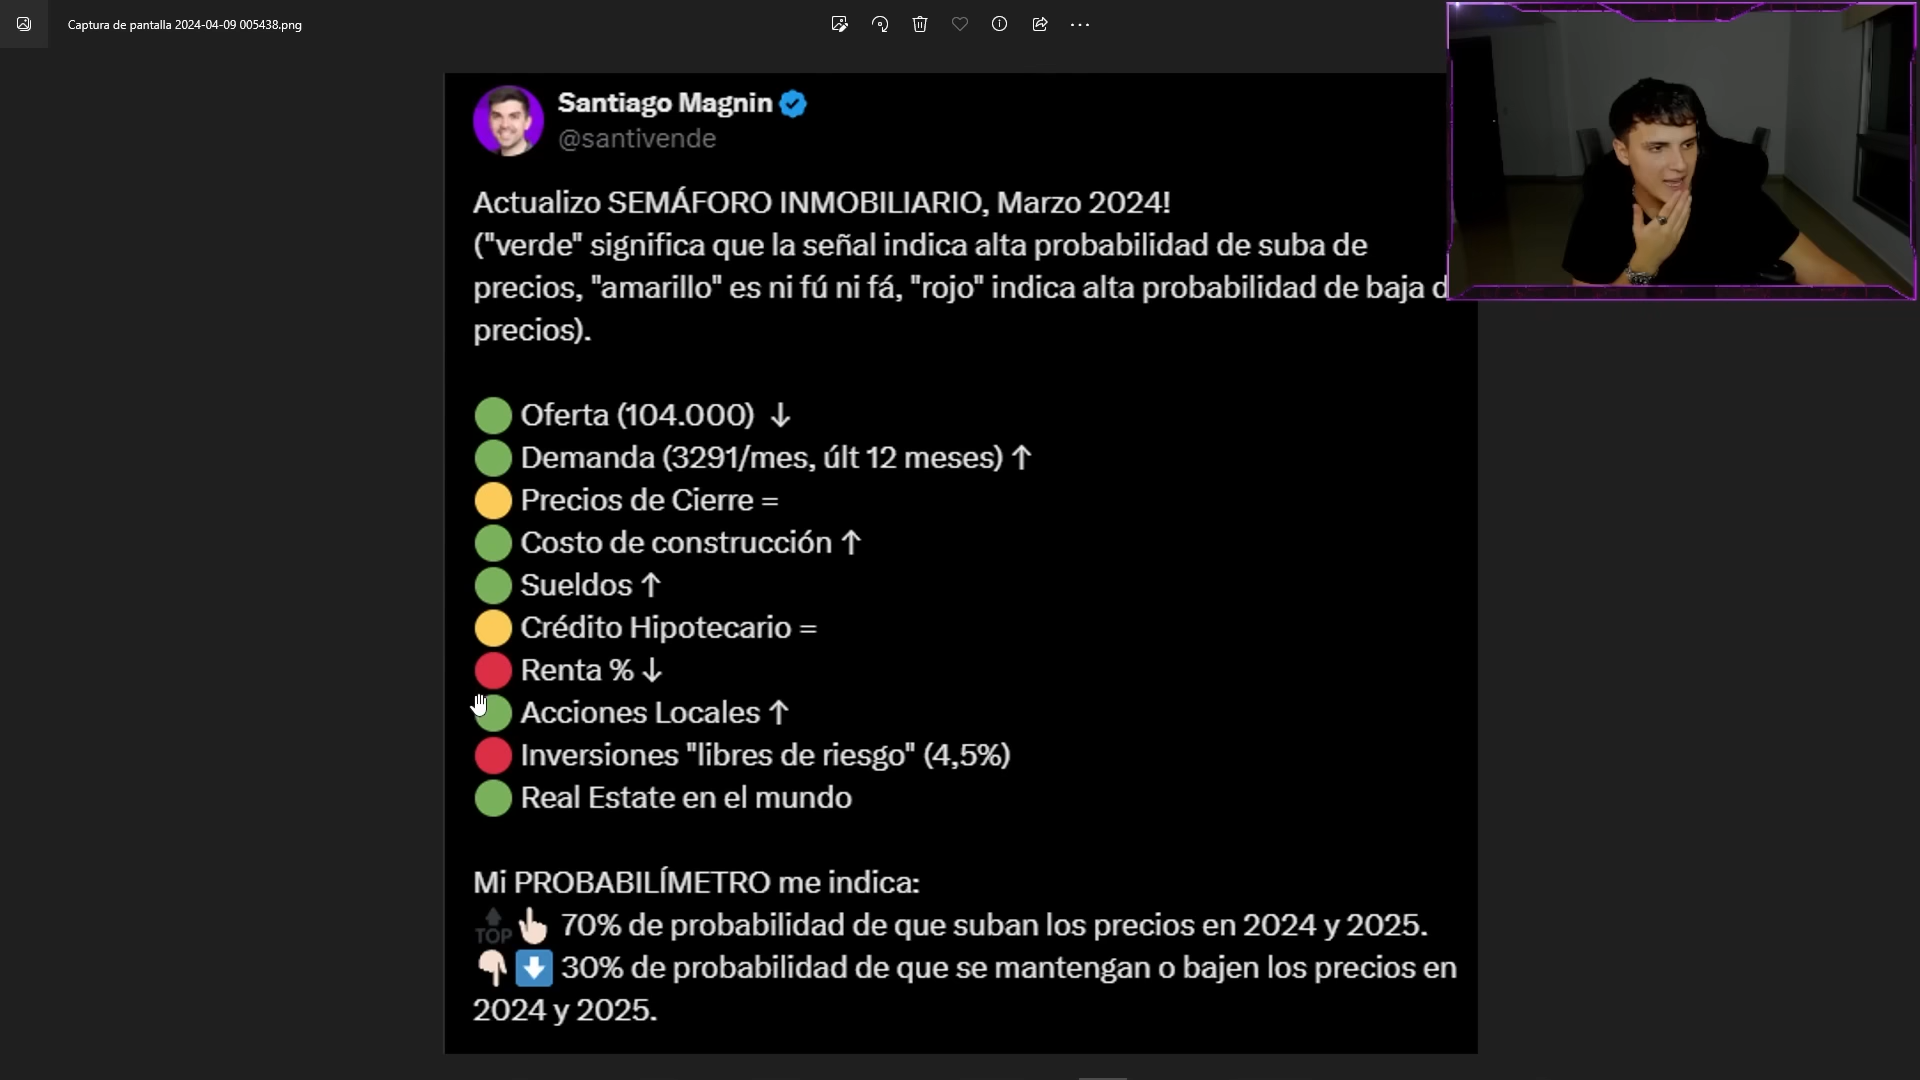 Captura de pantalla 2024-04-09 005438.png
Santiago Magnin
@santivende
Actualizo SEMÁFORO INMOBILIARIO, Marzo 2024!
("verde" significa que la señal indica alta probabilidad de suba de
precios, "amarillo" es ni fú ni fá, "rojo" indica alta probabilidad de baja d
precios).
Oferta (104.000) ↓
Demanda (3291/mes, últ 12 meses) ↑
Precios de Cierre =
Costo de construcción ↑
Sueldos ↑
Crédito Hipotecario =
Renta % ↓
Acciones Locales ↑
Inversiones "libres de riesgo" (4,5%)
Real Estate en el mundo
Mi PROBABILÍMETRO me indica:
TOP 70% de probabilidad de que suban los precios en 2024 y 2025.
30% de probabilidad de que se mantengan o bajen los precios en
2024 y 2025.